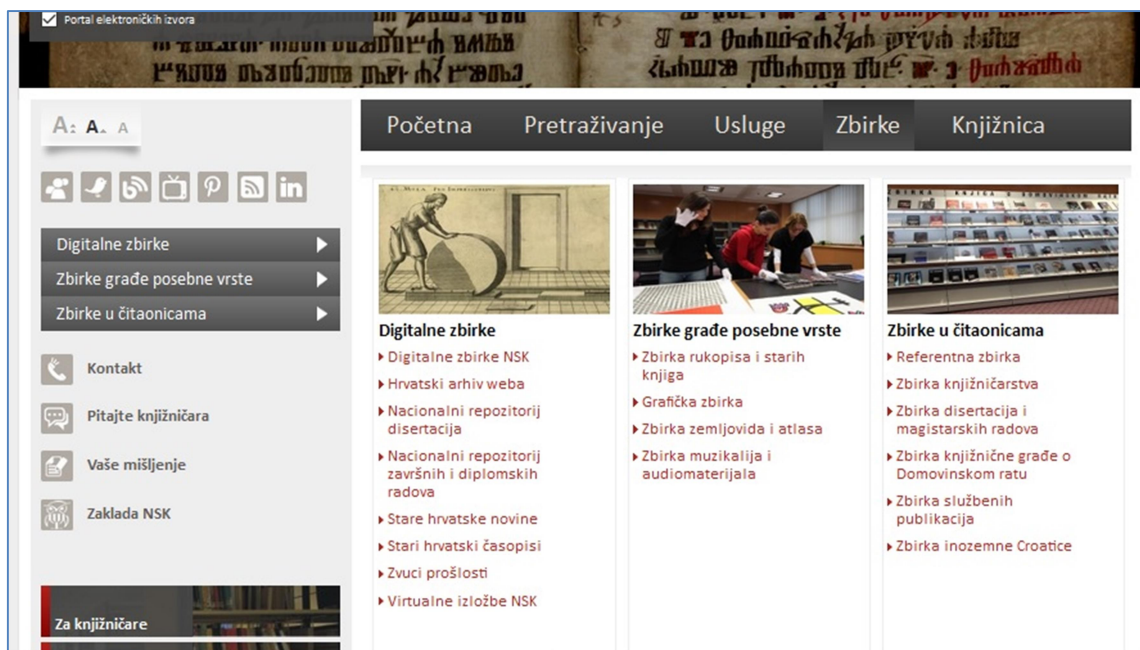 Portal elektroničkih izvora
A A A
Početna Pretraživanje Usluge Zbirke Knjižnica
in
Digitalne zbirke
Zbirke građe posebne vrste
Zbirke u čitaonicama
Kontakt
Pitajte knjižničara
Vaše mišljenje
Zaklada NSK
Za knjižničare
Digitalne zbirke
Digitalne zbirke NSK
Hrvatski arhiv weba
Nacionalni repozitorij
disertacija
Nacionalni repozitorij
završnih i diplomskih
radova
Stare hrvatske novine
Stari hrvatski časopisi
Zvuci prošlosti
Virtualne izložbe NSK
Zbirke građe posebne vrste
Zbirka rukopisa i starih
knjiga
Grafička zbirka
Zbirka zemljovida i atlasa
Zbirka muzikalija i
audiomaterijala
Zbirke u čitaonicama
Referentna zbirka
Zbirka knjižničarstva
Zbirka disertacija i
magistarskih radova
Zbirka knjižnične građe o
Domovinskom ratu
Zbirka službenih
publikacija
Zbirka inozemne Croatice